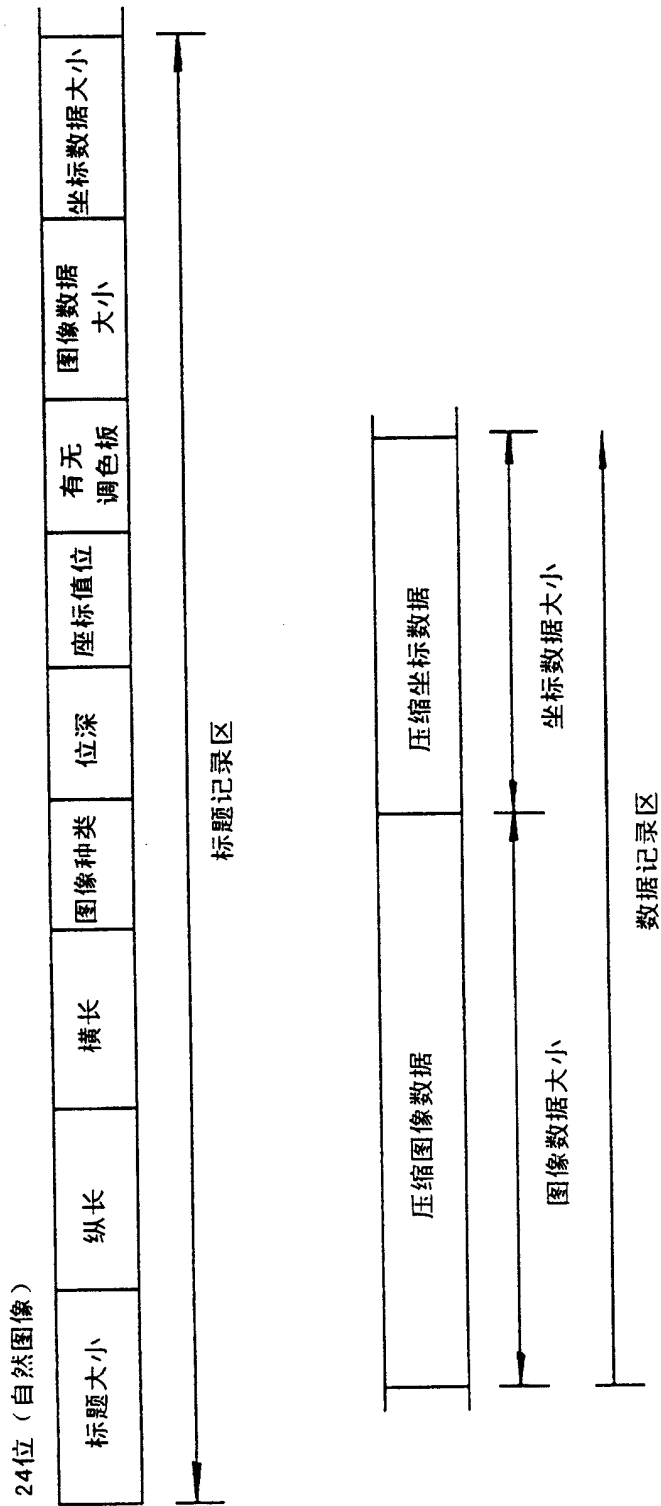 24位（自然图像）
标题大小
纵长
横长
图像种类
位深
座标值位
有无
调色板
图像数据
大小
坐标数据大小
标题记录区
压缩图像数据
压缩坐标数据
图像数据大小
坐标数据大小
数据记录区